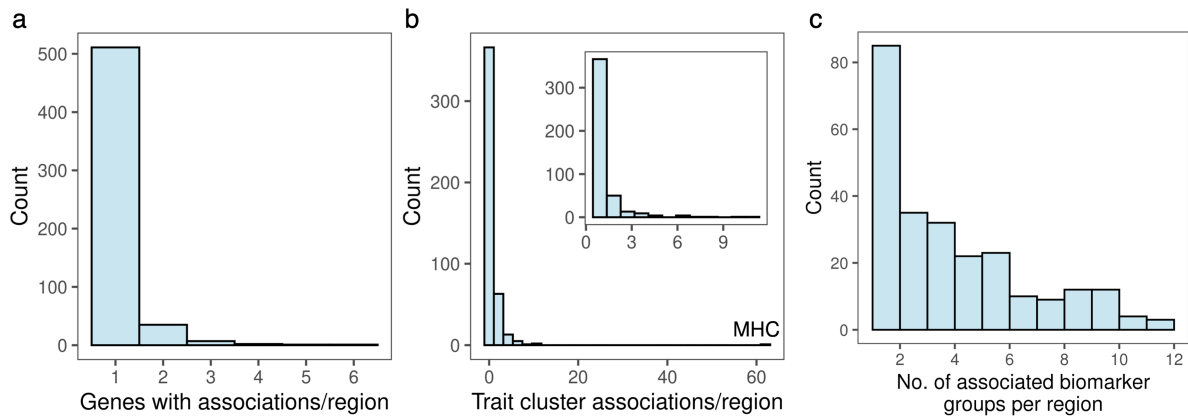 a
500
400
300
200
100
0
Count
1 2 3 4 5 6
Genes with associations/region
b
300
200
100
0
Count
300
200
100
0
0 3 6 9
MHC
0 20 40 60
Trait cluster associations/region
c
80
60
40
20
0
Count
2 4 6 8 10 12
No. of associated biomarker
groups per region